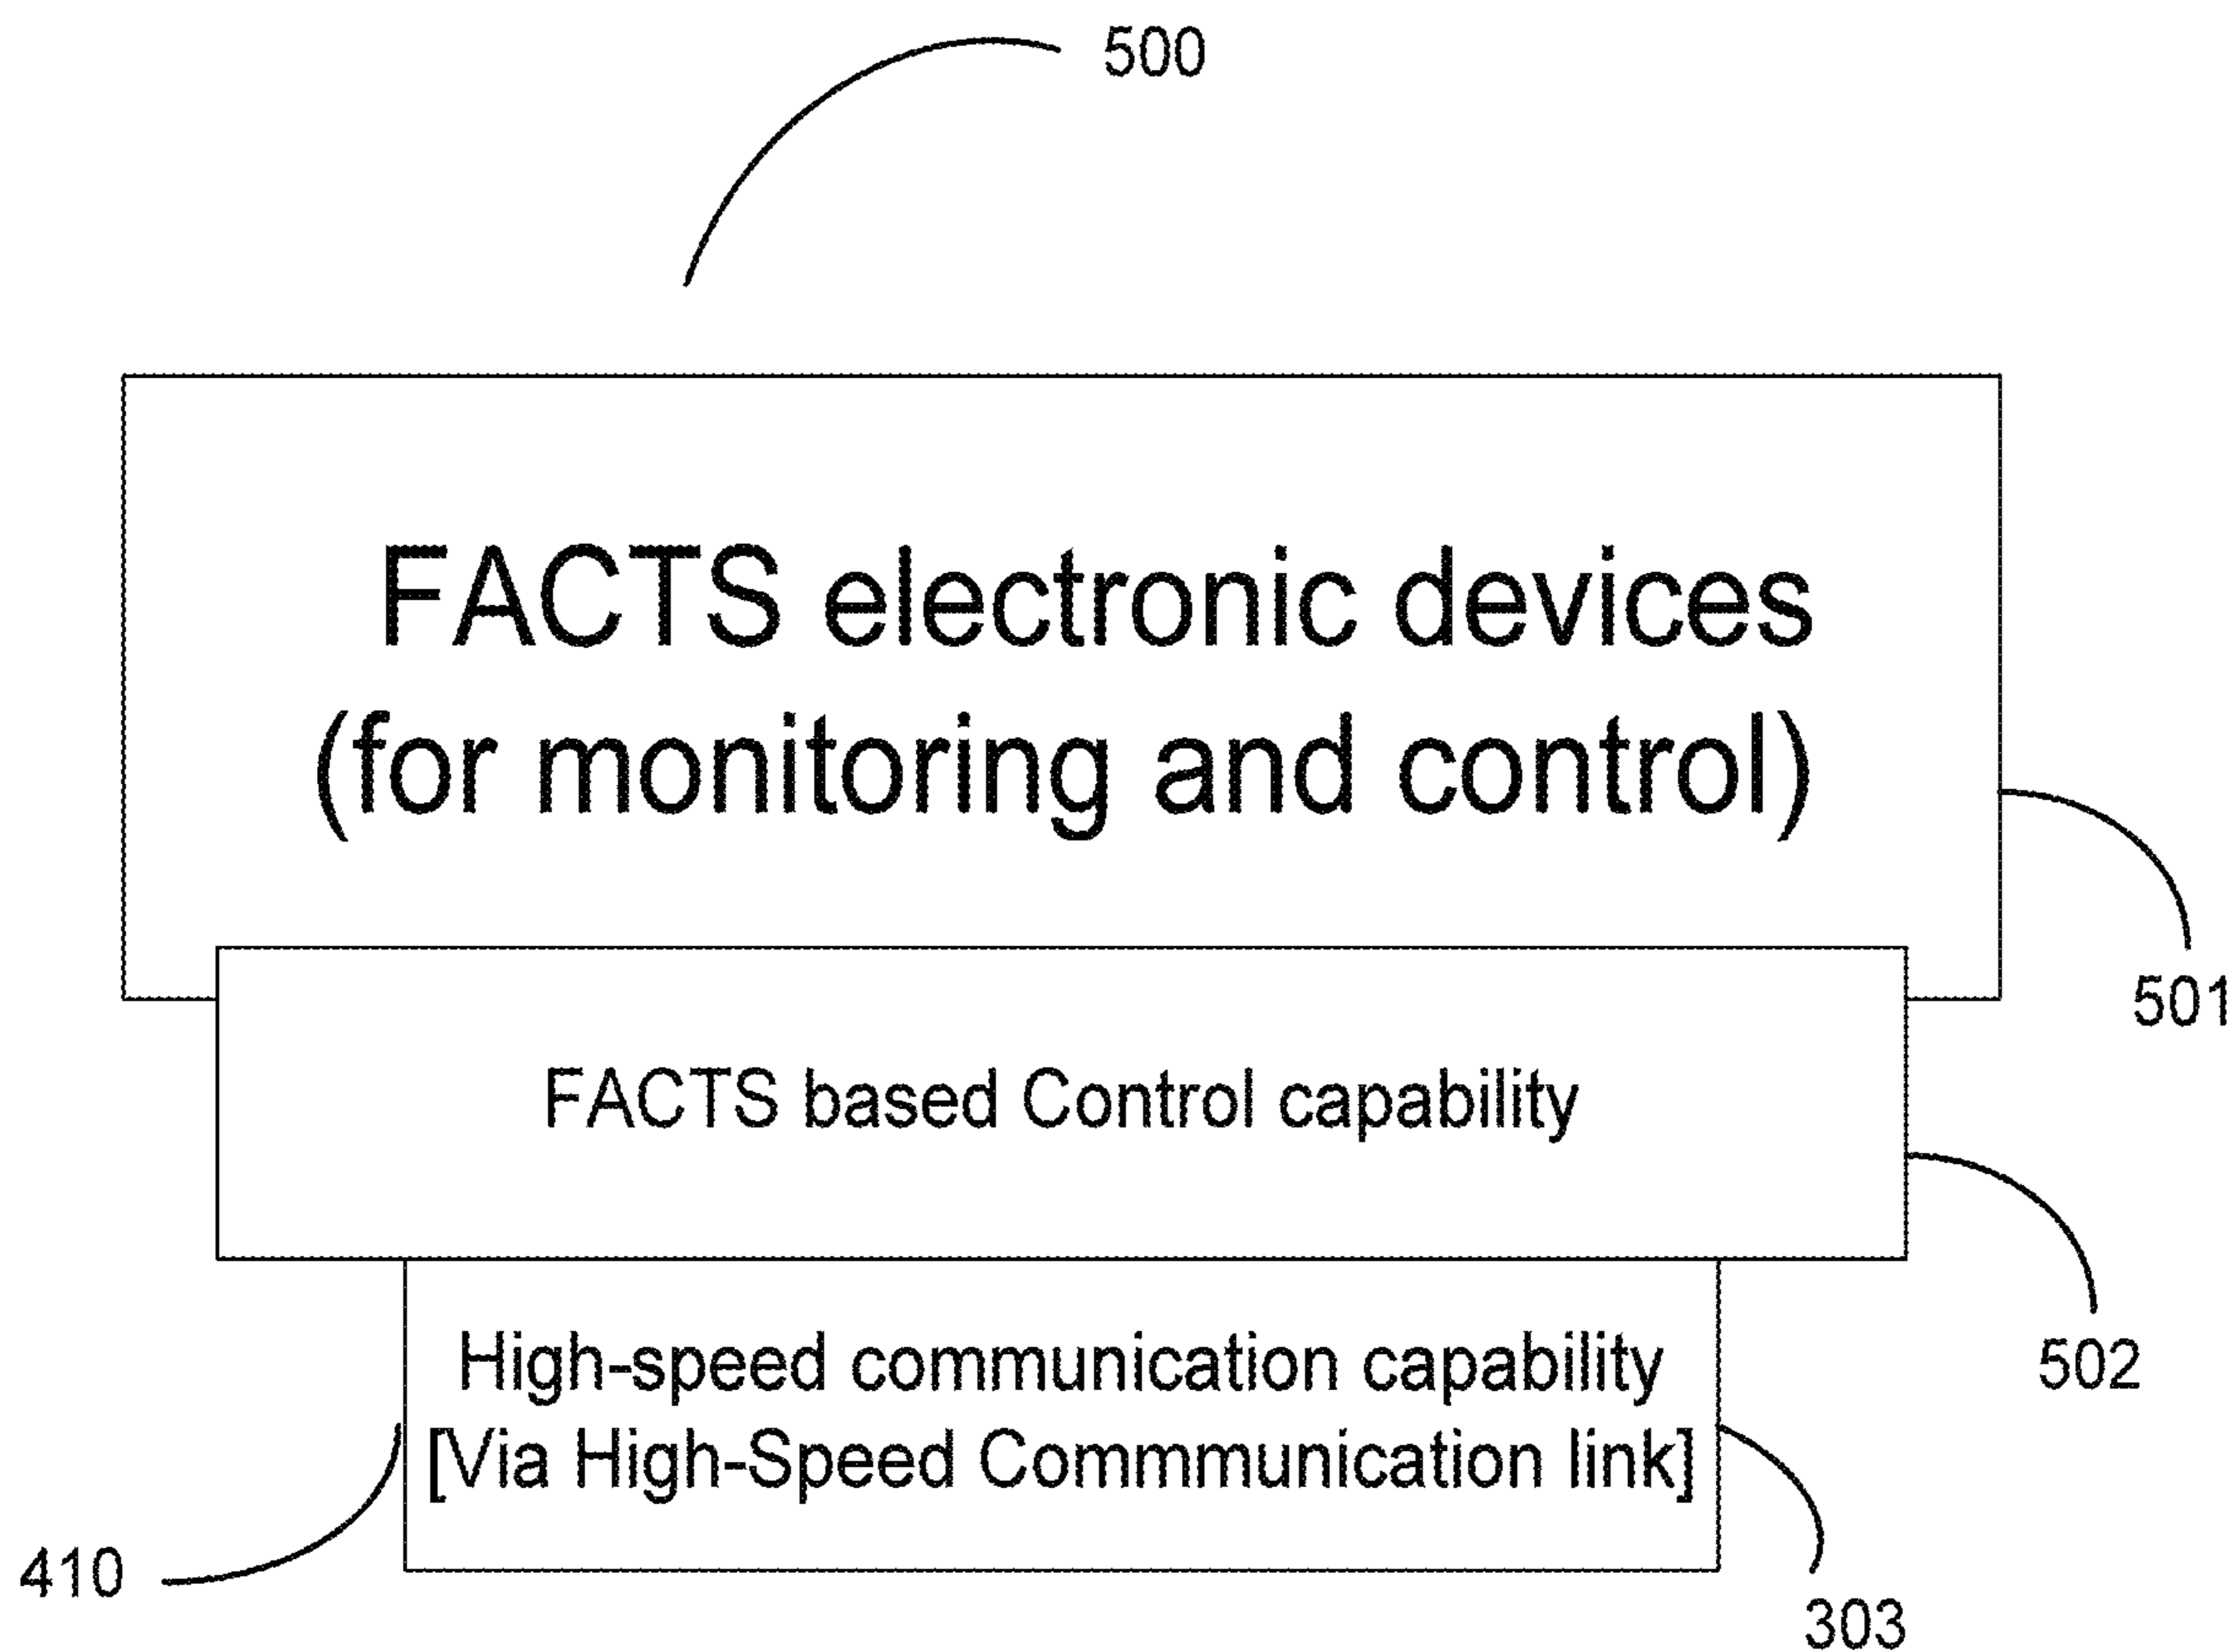 500
FACTS electronic devices
(for monitoring and control)
501
FACTS based Control capability
502
High-speed communication capability
[Via High-Speed Commmunication link]
410
303